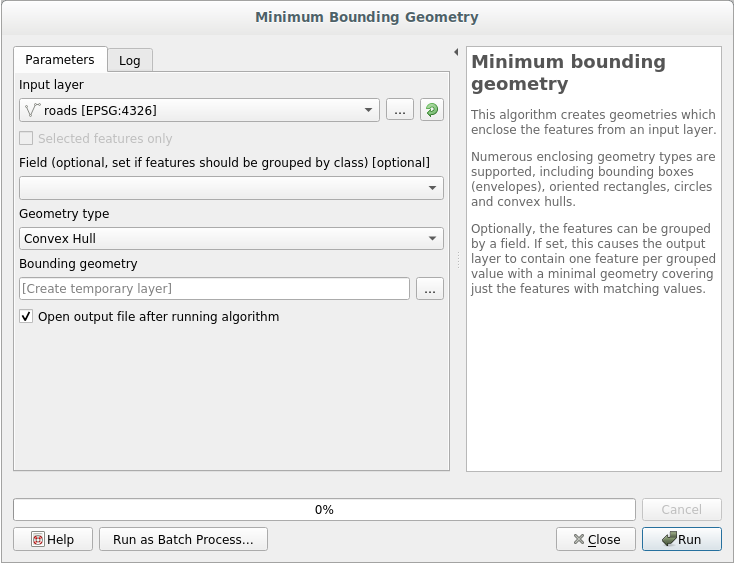 Minimum Bounding Geometry
Parameters
Log
Input layer
roads [EPSG:4326]
...
Selected features only
Field (optional, set if features should be grouped by class) [optional]
Geometry type
Convex Hull
Bounding geometry
[Create temporary layer]
...
Open output file after running algorithm
Minimum bounding
geometry
This algorithm creates geometries which
enclose the features from an input layer.
Numerous enclosing geometry types are
supported, including bounding boxes
(envelopes), oriented rectangles, circles
and convex hulls.
Optionally, the features can be grouped
by a field. If set, this causes the output
layer to contain one feature per grouped
value with a minimal geometry covering
just the features with matching values.
0%
Cancel
Help
Run as Batch Process...
Close
Run